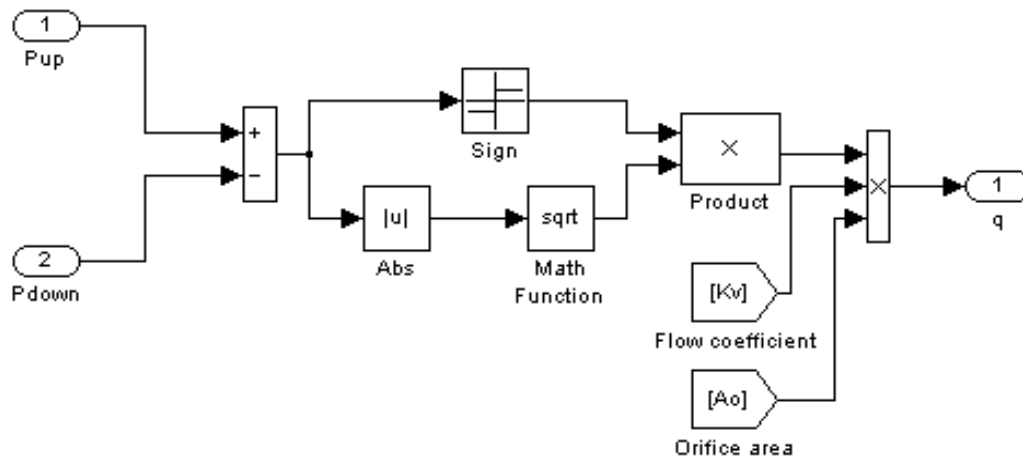 1
Pup
+
−
Sign
×
Product
×
1
q
|u|
Abs
sqrt
Math
Function
2
Pdown
[Kv]
Flow coefficient
[Ao]
Orifice area